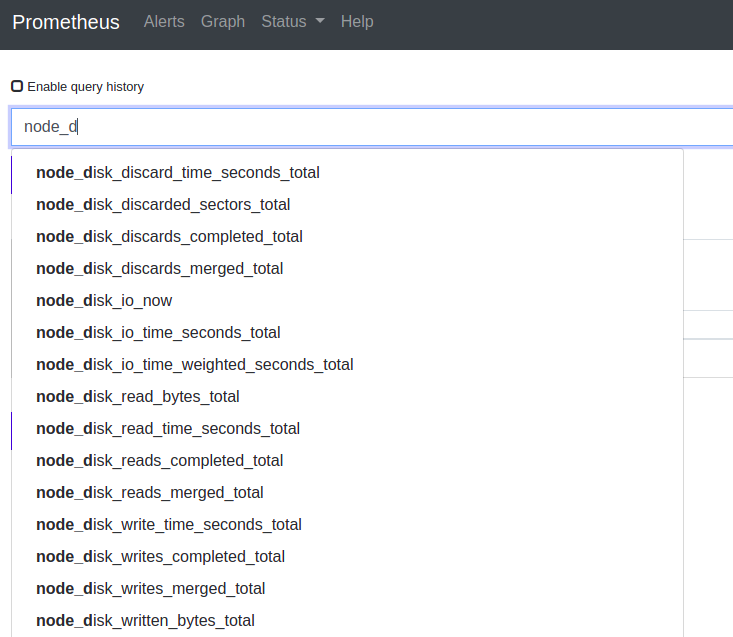 Prometheus Alerts Graph Status Help
Enable query history
node_d
node_disk_discard_time_seconds_total
node_disk_discarded_sectors_total
node_disk_discards_completed_total
node_disk_discards_merged_total
node_disk_io_now
node_disk_io_time_seconds_total
node_disk_io_time_weighted_seconds_total
node_disk_read_bytes_total
node_disk_read_time_seconds_total
node_disk_reads_completed_total
node_disk_reads_merged_total
node_disk_write_time_seconds_total
node_disk_writes_completed_total
node_disk_writes_merged_total
node_disk_written_bytes_total